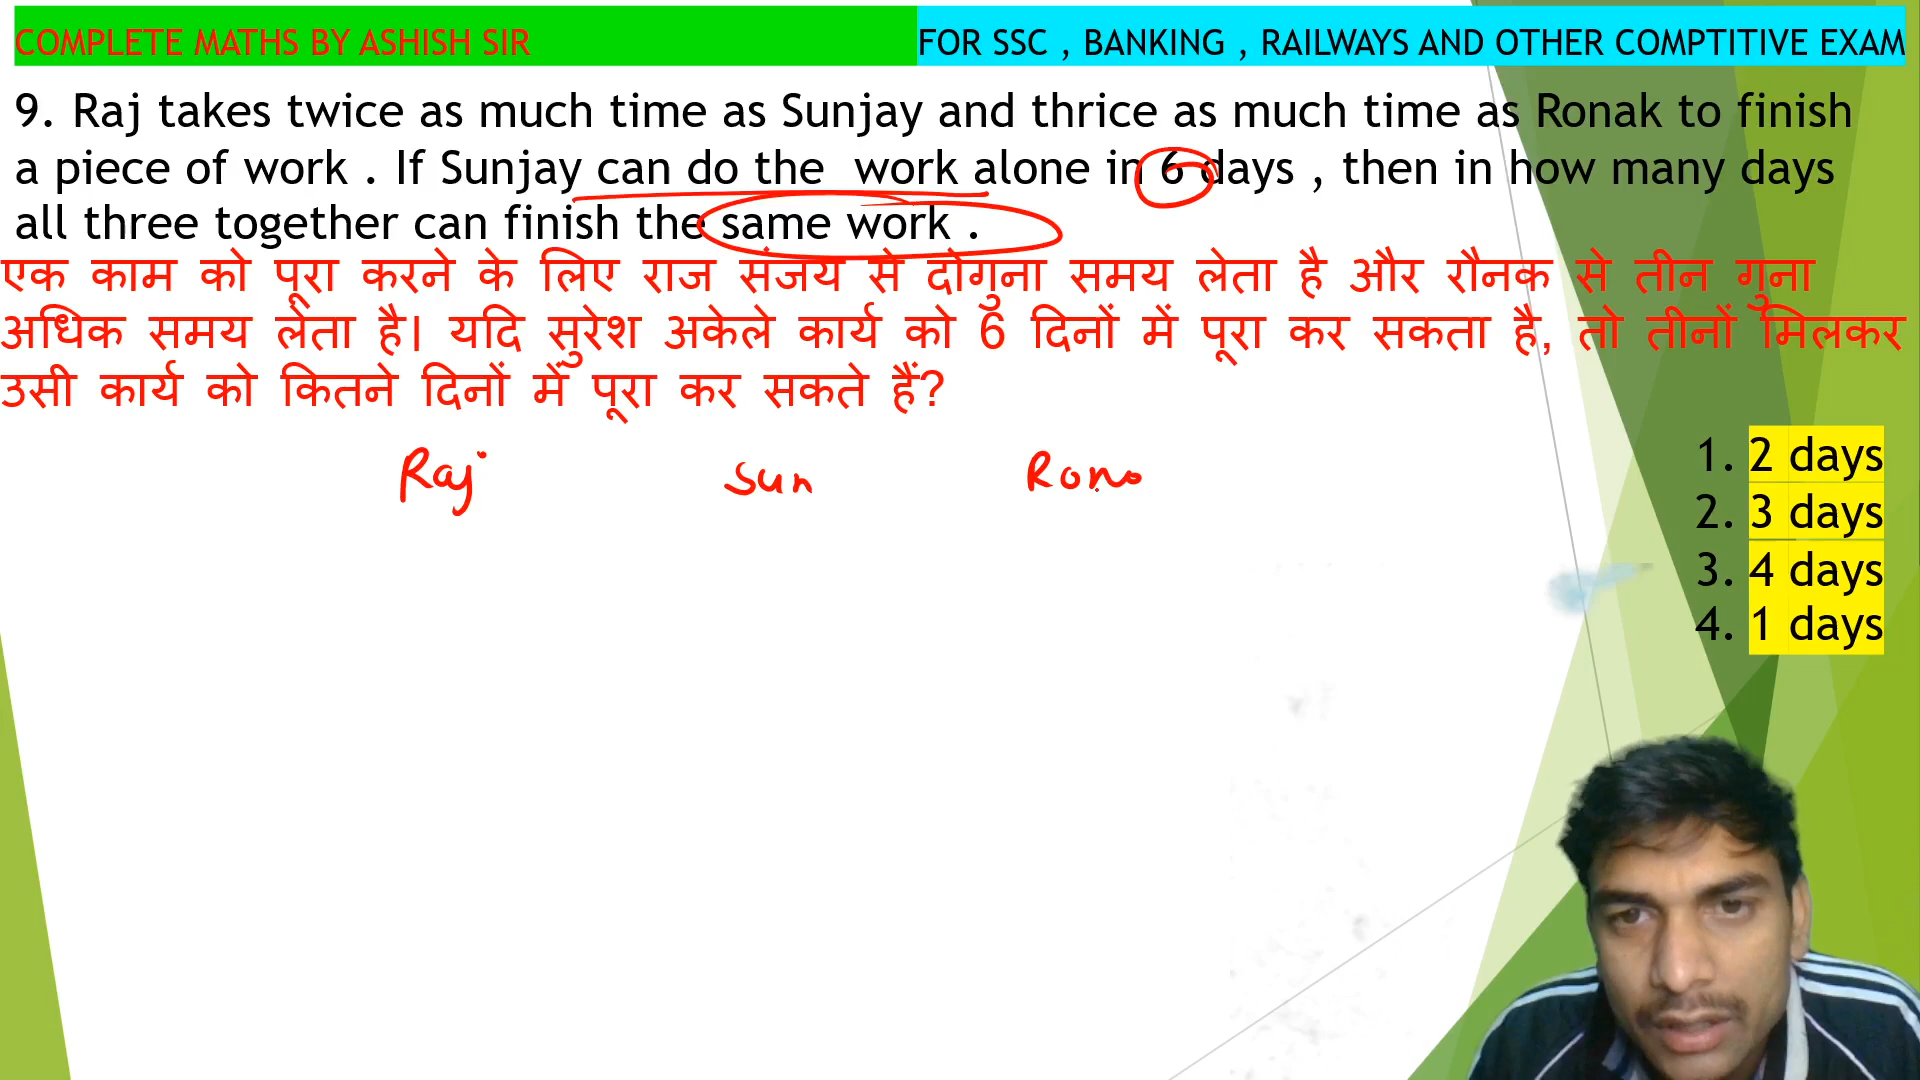 COMPLETE MATHS BY ASHISH SIR FOR SSC , BANKING , RAILWAYS AND OTHER COMPTITIVE EXAM
9. Raj takes twice as much time as Sunjay and thrice as much time as Ronak to finish
a piece of work . If Sunjay can do the work alone in 6 days , then in how many days
all three together can finish the same work .
एक काम को पूरा करने के लिए राज संजय से दोगुना समय लेता है और रौनक से तीन गुना
अधिक समय लेता है। यदि सुरेश अकेले कार्य को 6 दिनों में पूरा कर सकता है, तो तीनों मिलकर
उसी कार्य को कितने दिनों में पूरा कर सकते हैं?
Raj Sun Rona
1. 2 days
2. 3 days
3. 4 days
4. 1 days